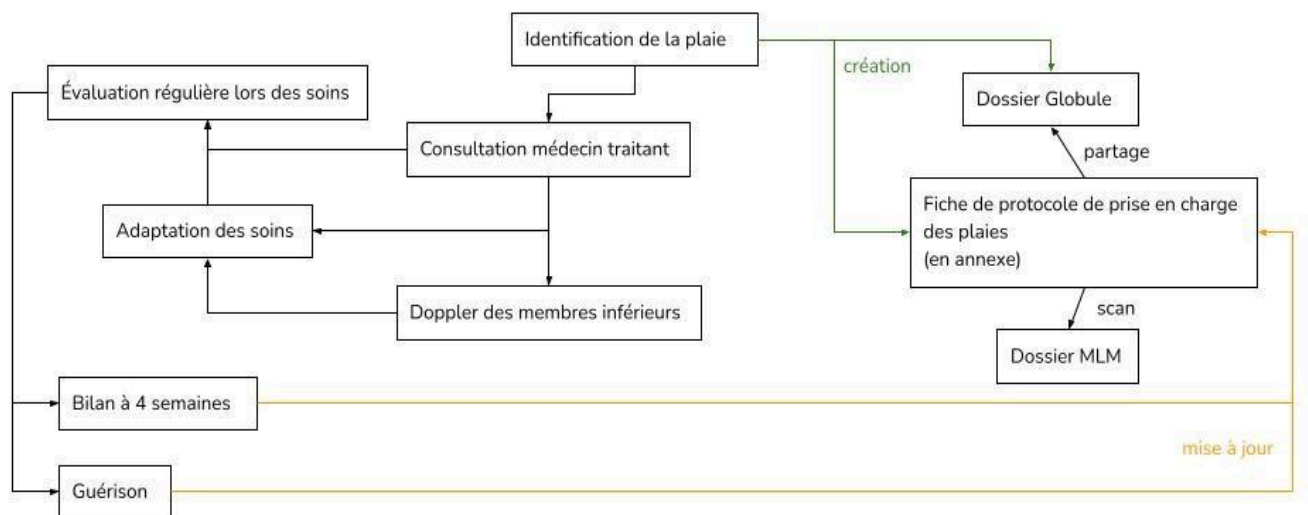 Identification de la plaie
création
Évaluation régulière lors des soins
Dossier Globule
Consultation médecin traitant
partage
Fiche de protocole de prise en charge
des plaies
(en annexe)
Adaptation des soins
Doppler des membres inférieurs
scan
Dossier MLM
Bilan à 4 semaines
mise à jour
Guérison